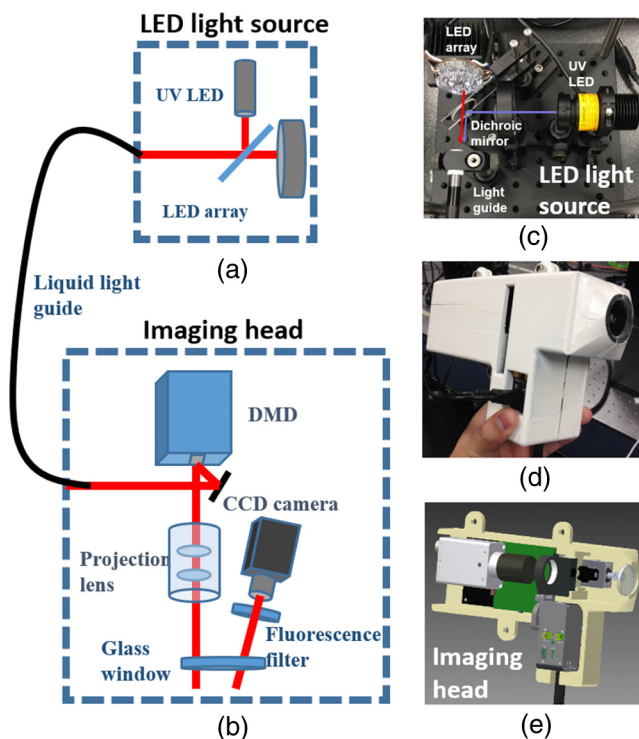 LED light source
UV LED
LED array
(a)
Liquid light
guide
Imaging head
DMD
CCD camera
Projection
lens
Fluorescence
filter
Glass
window
(b)
LED
array
UV
LED
Dichroic
mirror
Light
guide
LED light
source
(c)
(d)
Imaging
head
(e)